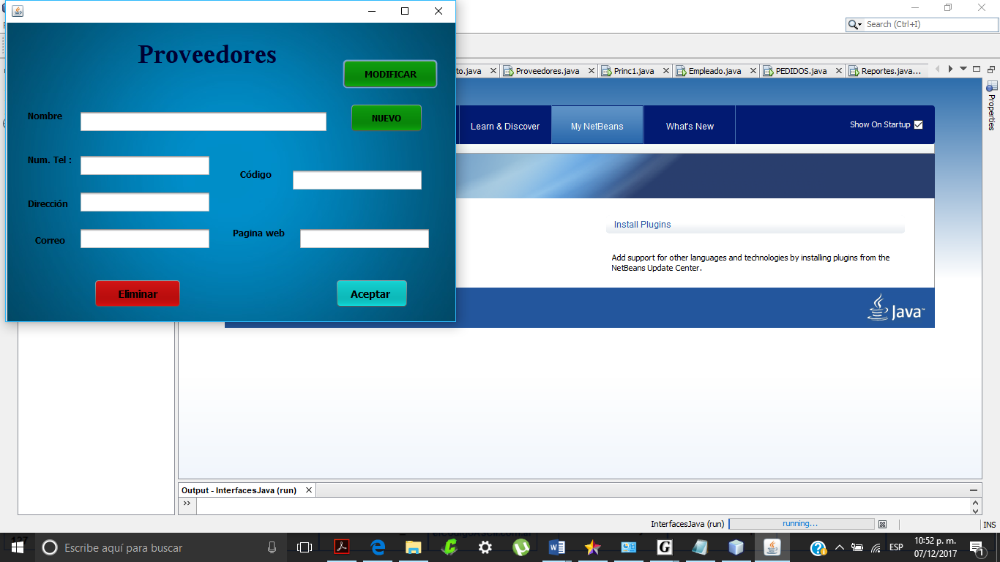 Proveedores
MODIFICAR
Nombre
NUEVO
Num. Tel :
Código
Dirección
Pagina web
Correo
Eliminar
Aceptar
Search (Ctrl+I)
to.java
Proveedores.java
Princ1.java
Empleado.java
PEDIDOS.java
Reportes.java...
Properties
Learn & Discover
My NetBeans
What's New
Show On Startup
Install Plugins
Add support for other languages and technologies by installing plugins from the
NetBeans Update Center.
Java™
Output - InterfacesJava (run)
>>
InterfacesJava (run)
running...
INS
Escribe aquí para buscar
ESP
10:52 p. m.
07/12/2017
1